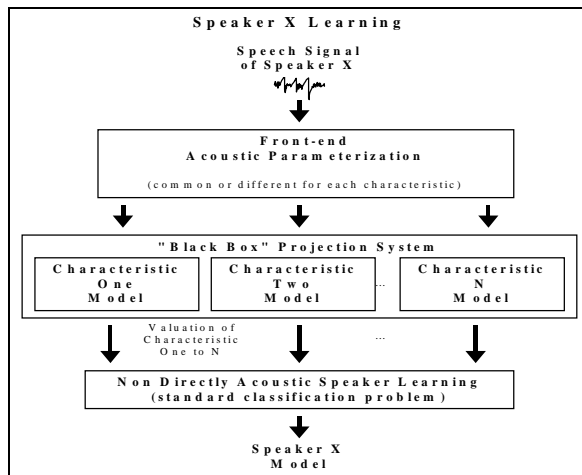 Speaker X Learning
Speech Signal
of Speaker X
Front-end
Acoustic Parameterization
(common or different for each characteristic)
"Black Box" Projection System
Characteristic
One
Model
Characteristic
Two
Model
...
Characteristic
N
Model
Valuation of
Characteristic
One to N
...
Non Directly Acoustic Speaker Learning
(standard classification problem)
Speaker X
Model